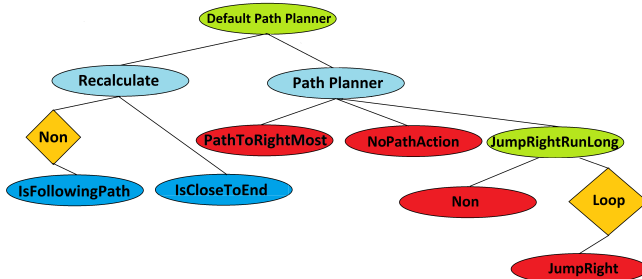 Default Path Planner
Recalculate
Path Planner
Non
PathToRightMost
NoPathAction
JumpRightRunLong
IsFollowingPath
IsCloseToEnd
Non
Loop
JumpRight